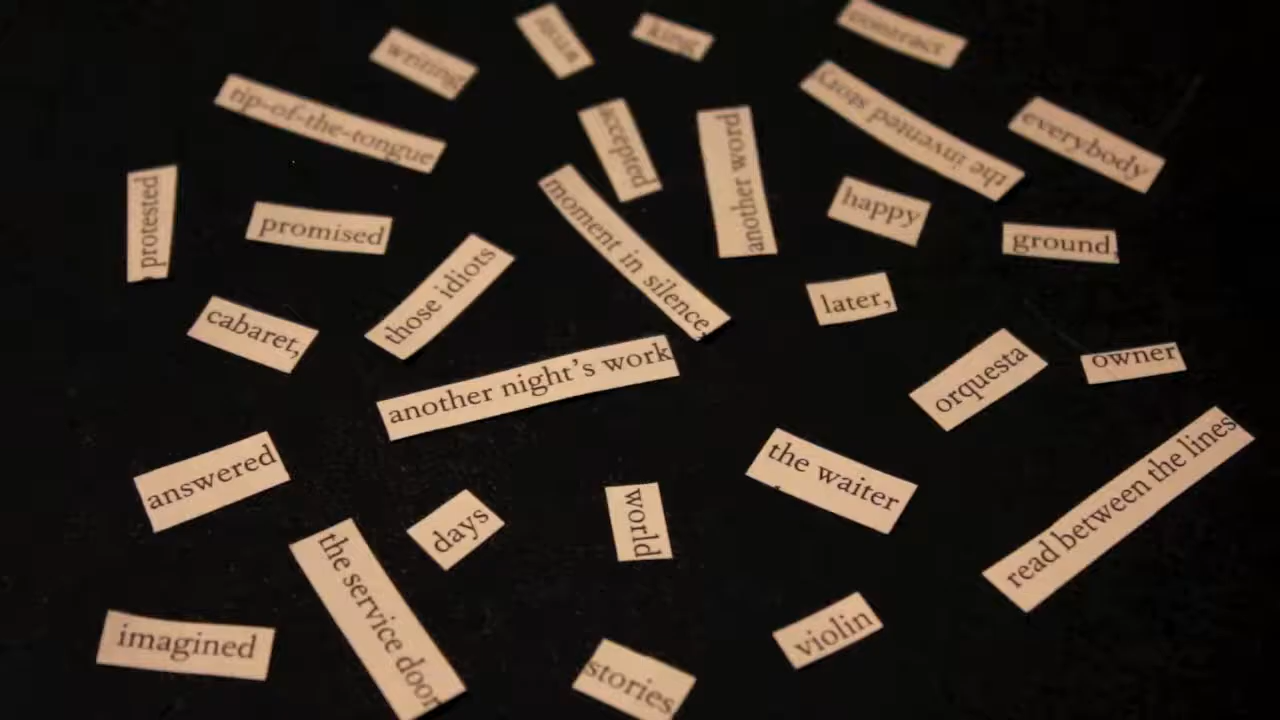 contract
writing,
tip-of-the-tongue
accepted
another word
the invented story
everybody
protested
promised
those idiots
moment in silence,
happy
ground,
cabaret,
later,
another night's work
orquesta
owner
answered
days
world
the waiter
read between the lines
imagined
the service door
stories
violin